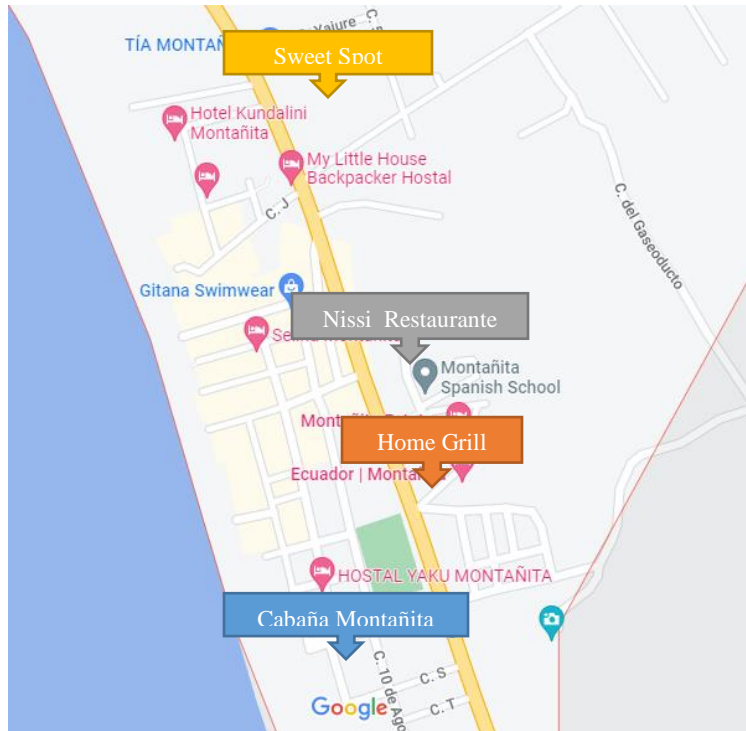 Yajure
C.
TÍA MONTAÑ
Sweet Spot
Hotel Kundalini
Montañita
My Little House
Backpacker Hostal
C. J
C. del Gaseoducto
Gitana Swimwear
Nissi Restaurante
Montañita
Spanish School
Home Grill
Ecuador | Monta
HOSTAL YAKU MONTAÑITA
Cabaña Montañita
C. 10 de Ago
C. S
Google
C. T